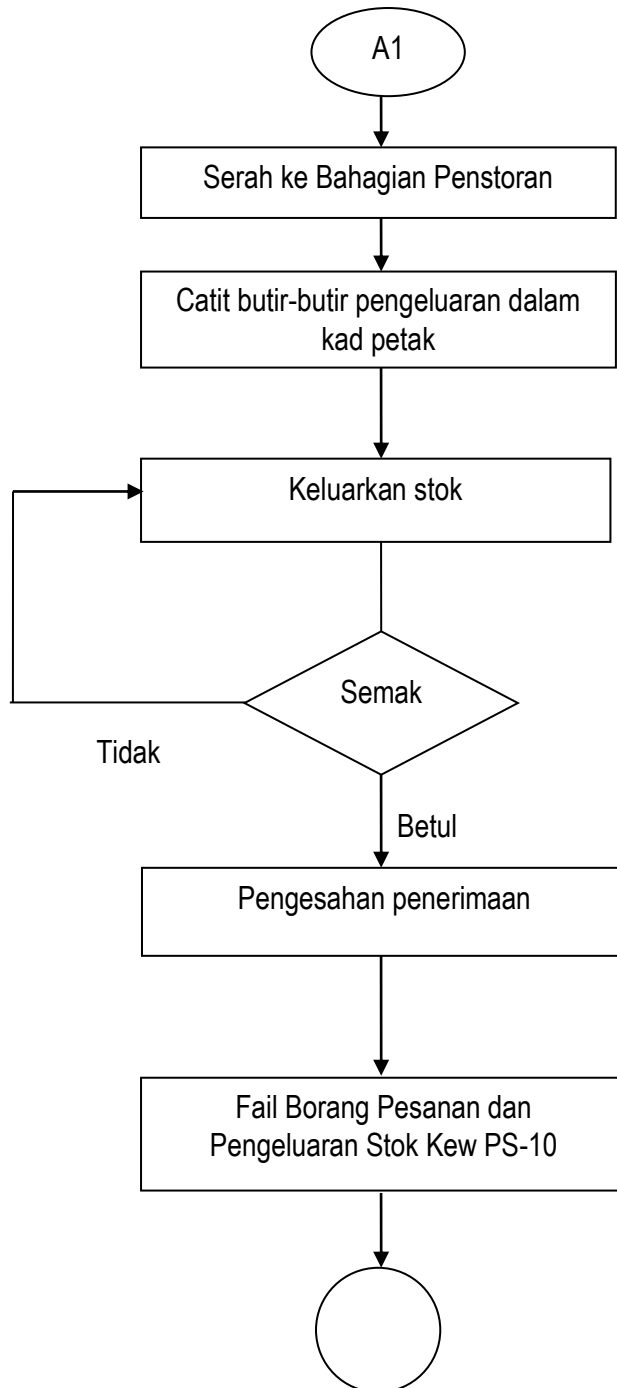 A1
Serah ke Bahagian Penstoran
Catit butir-butir pengeluaran dalam
kad petak
Keluarkan stok
Semak
Tidak
Betul
Pengesahan penerimaan
Fail Borang Pesanan dan
Pengeluaran Stok Kew PS-10